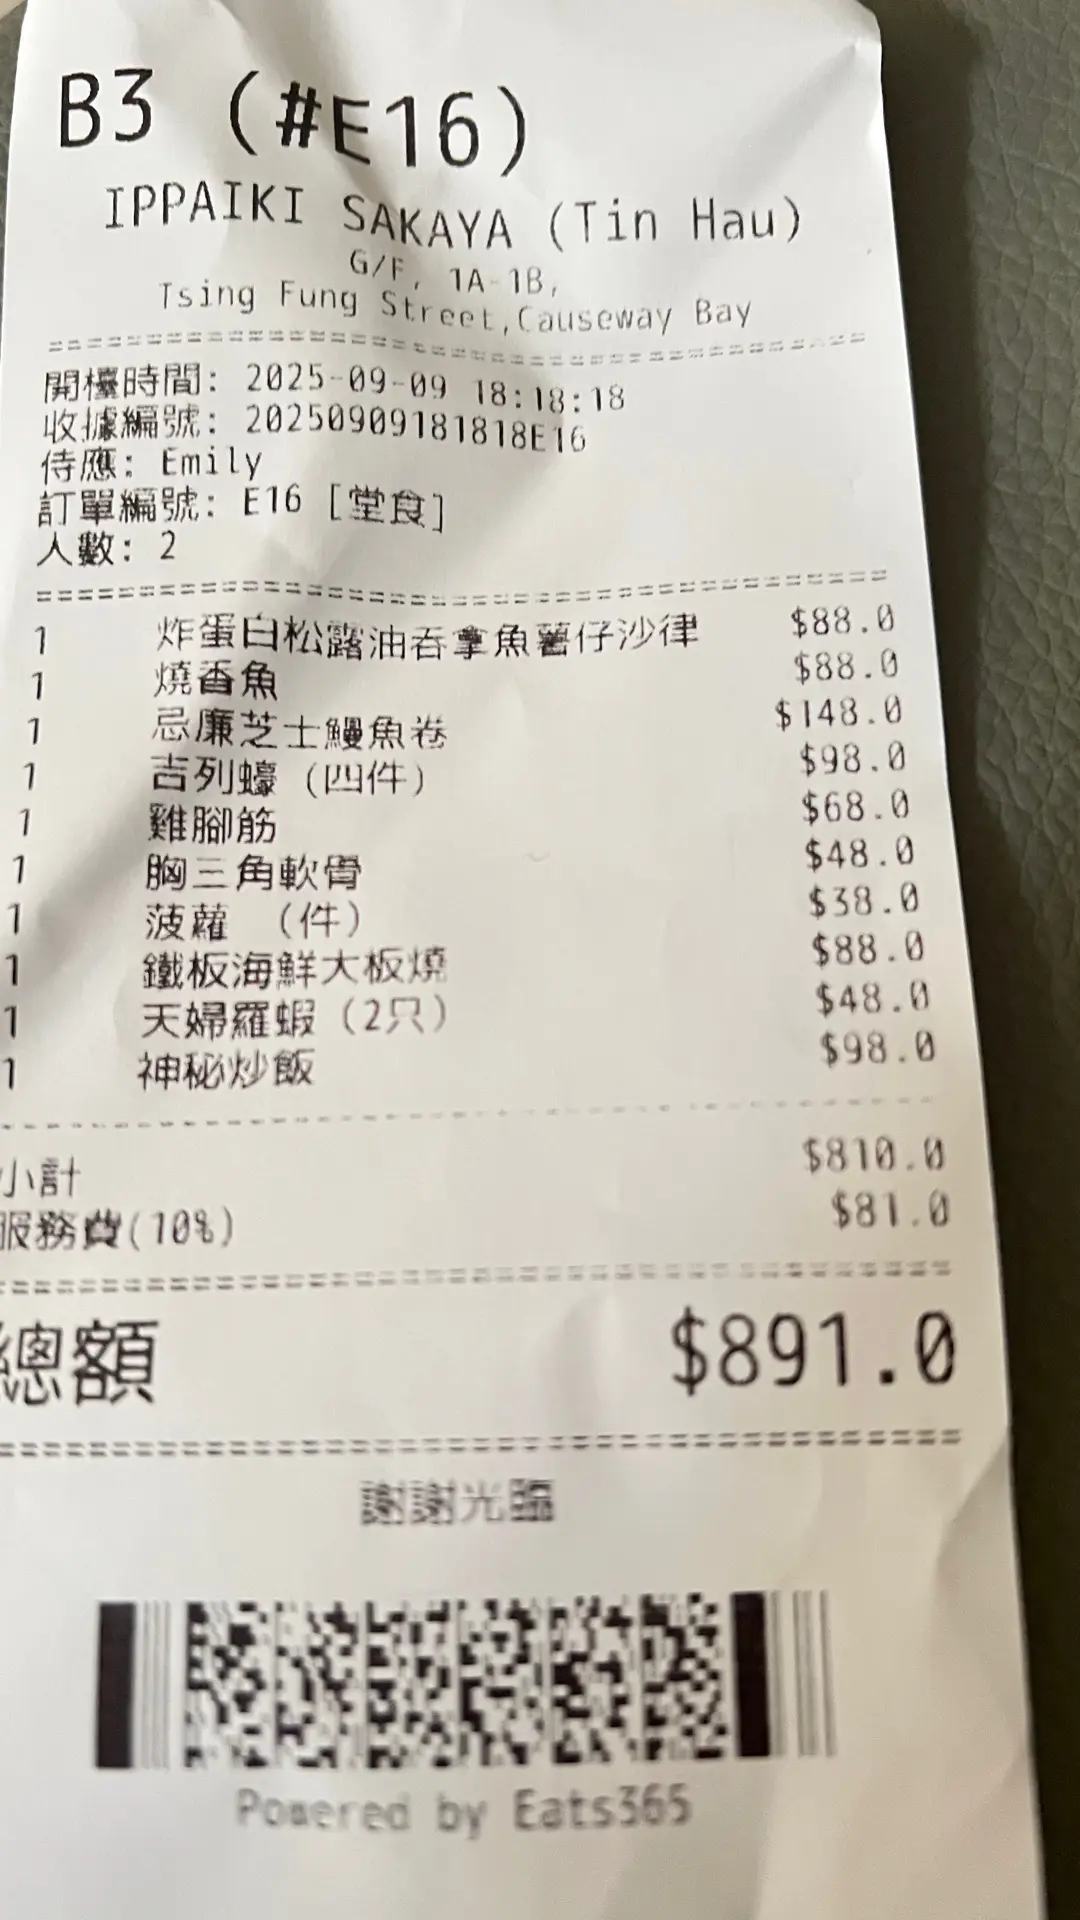 B3 (#E16)
IPPAIKI SAKAYA (Tin Hau)
G/F, 1A-1B,
Tsing Fung Street,Causeway Bay
開檯時間: 2025-09-09 18:18:18
收據編號: 20250909181818E16
侍應: Emily
訂單編號: E16 [堂食]
人數: 2
1 炸蛋白松露油吞拿魚薯仔沙律 $88.0
1 燒香魚 $88.0
1 忌廉芝士鰻魚卷 $148.0
1 吉列蠔 (四件) $98.0
1 雞腳筋 $68.0
1 胸三角軟骨 $48.0
1 菠蘿 (件) $38.0
1 鐵板海鮮大板燒 $88.0
1 天婦羅蝦 (2只) $48.0
1 神秘炒飯 $98.0
小計 $810.0
服務費(10%) $81.0
總額 $891.0
謝謝光臨
Powered by Eats365